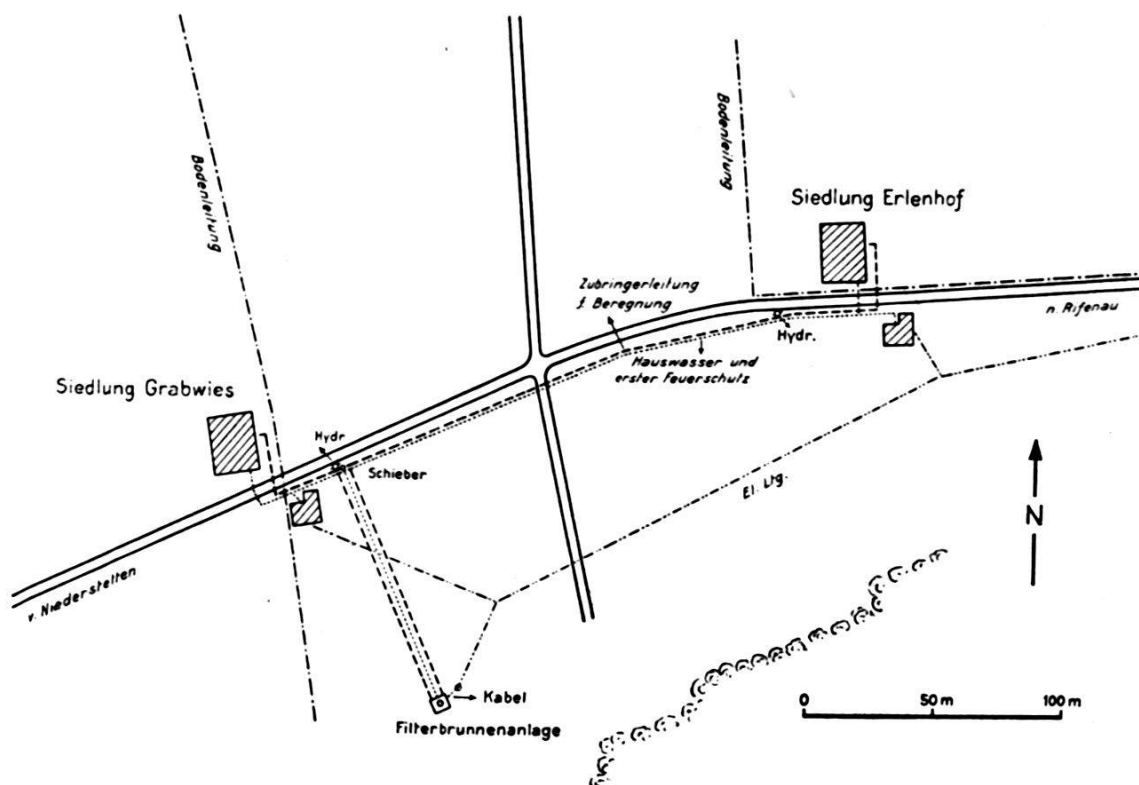 Bodenleitung
Bodenleitung
Siedlung Erlenhof
Zubringerleitung
f. Beregnung
n. Rifenau
Hydr.
Hauswasser und
erster Feuerschutz
Siedlung Grabwies
Hydr.
Schieber
El. Ltg.
N
v. Niederstetten
Kabel
Filterbrunnenanlage
0 50 m 100 m